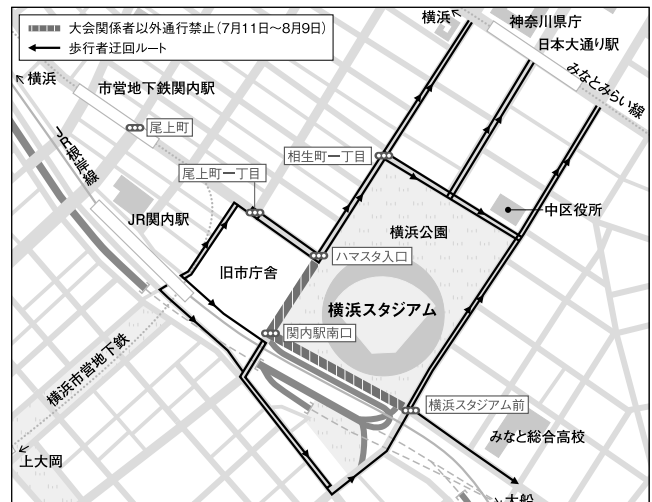 大会関係者以外通行禁止（7月11日～8月9日）
歩行者迂回ルート
横浜
神奈川県庁
日本大通り駅
みなとみらい線
横浜
市営地下鉄関内駅
尾上町
JR根岸線
相生町一丁目
尾上町一丁目
中区役所
JR関内駅
横浜公園
ハマスタ入口
旧市庁舎
横浜スタジアム
関内駅南口
横浜市営地下鉄
横浜スタジアム前
みなと総合高校
上大岡
大船